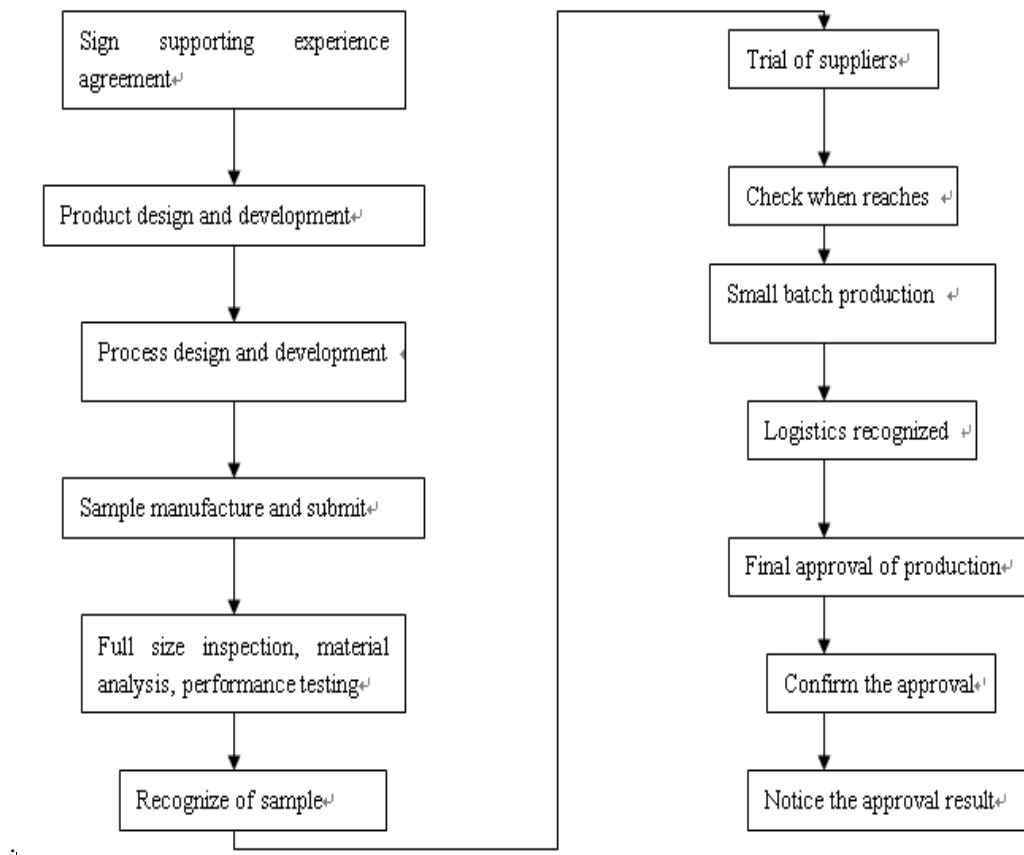 Sign supporting experience
agreement
Product design and development
Process design and development
Sample manufacture and submit
Full size inspection, material
analysis, performance testing
Recognize of sample
Trial of suppliers
Check when reaches
Small batch production
Logistics recognized
Final approval of production
Confirm the approval
Notice the approval result